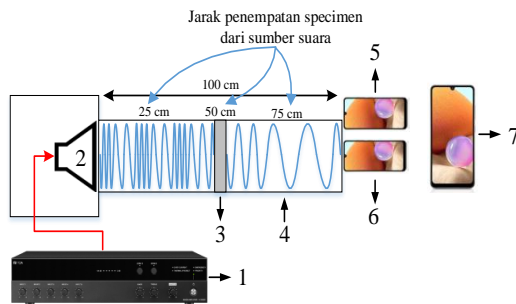 Jarak penempatan specimen
dari sumber suara
100 cm
25 cm
50 cm
75 cm
5
2
7
6
3
4
1